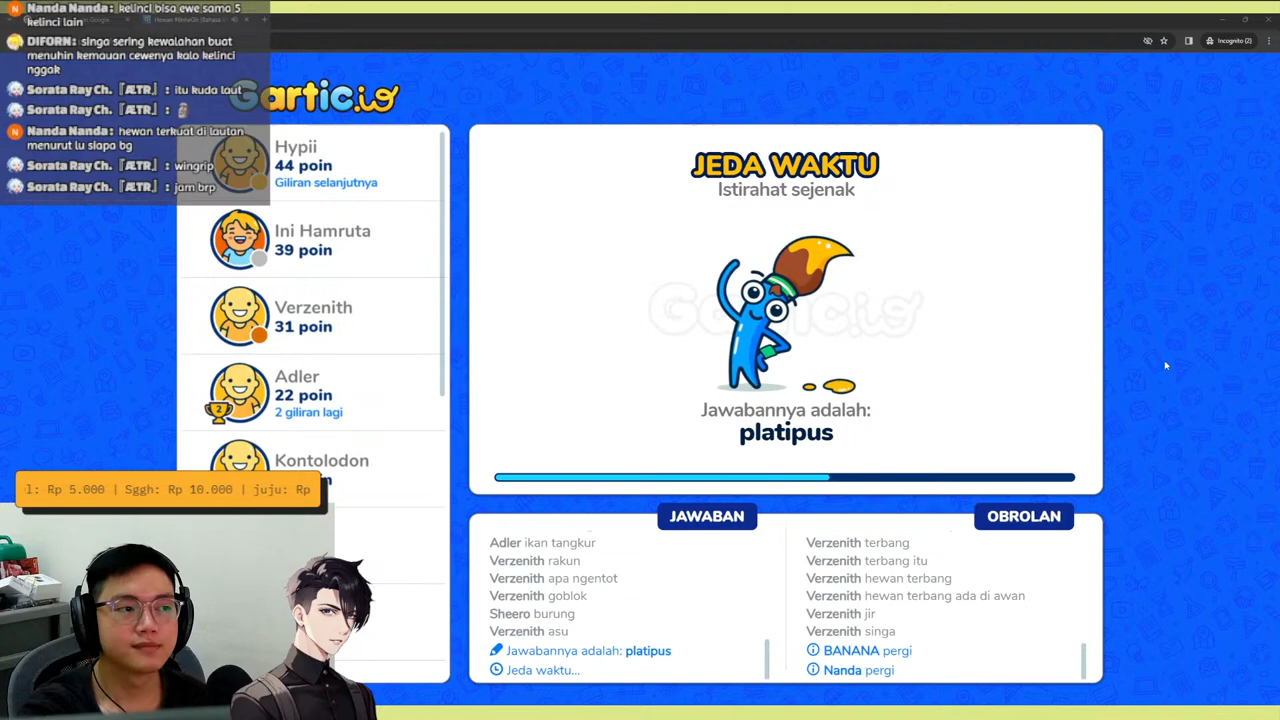 Nanda Nanda: kelinci bisa ewe sama 5
kelinci lain
DIFORN: singa sering kewalahan buat
menuhin kemauan cewenya kalo kelinci
nggak
Sorata Ray Ch.『ÆTR』: itu kuda laut
Sorata Ray Ch.『ÆTR』:
Nanda Nanda: hewan terkuat di lautan
menurut lu siapa bg
Sorata Ray Ch.『ÆTR』: wingrip
Sorata Ray Ch.『ÆTR』: jam brp
Incognito (2)
Gartic.io
Hypii
44 poin
Giliran selanjutnya
Ini Hamruta
39 poin
Verzenith
31 poin
Adler
22 poin
2
2 giliran lagi
Kontolodon
l: Rp 5.000 | Sggh: Rp 10.000 | juju: Rp
JEDA WAKTU
Istirahat sejenak
Gartic.io
Jawabannya adalah:
platipus
JAWABAN
Adler ikan tangkur
Verzenith rakun
Verzenith apa ngentot
Verzenith goblok
Sheero burung
Verzenith asu
Jawabannya adalah: platipus
Jeda waktu...
OBROLAN
Verzenith terbang
Verzenith terbang itu
Verzenith hewan terbang
Verzenith hewan terbang ada di awan
Verzenith jir
Verzenith singa
BANANA pergi
Nanda pergi